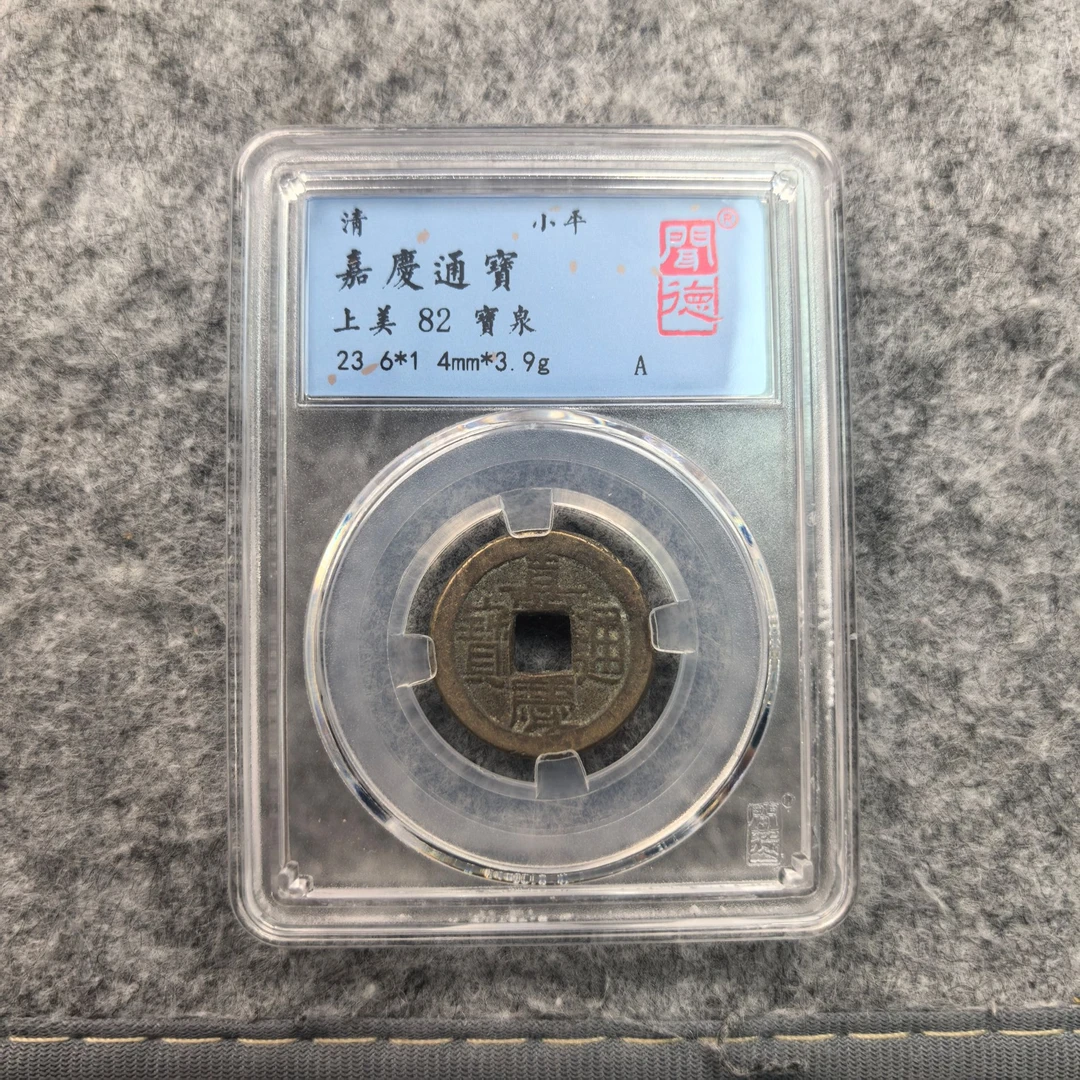 清 小平
嘉慶通寶
上美 82 寶泉
23.6*1.4mm*3.9g A
聞德
®
嘉慶通寶